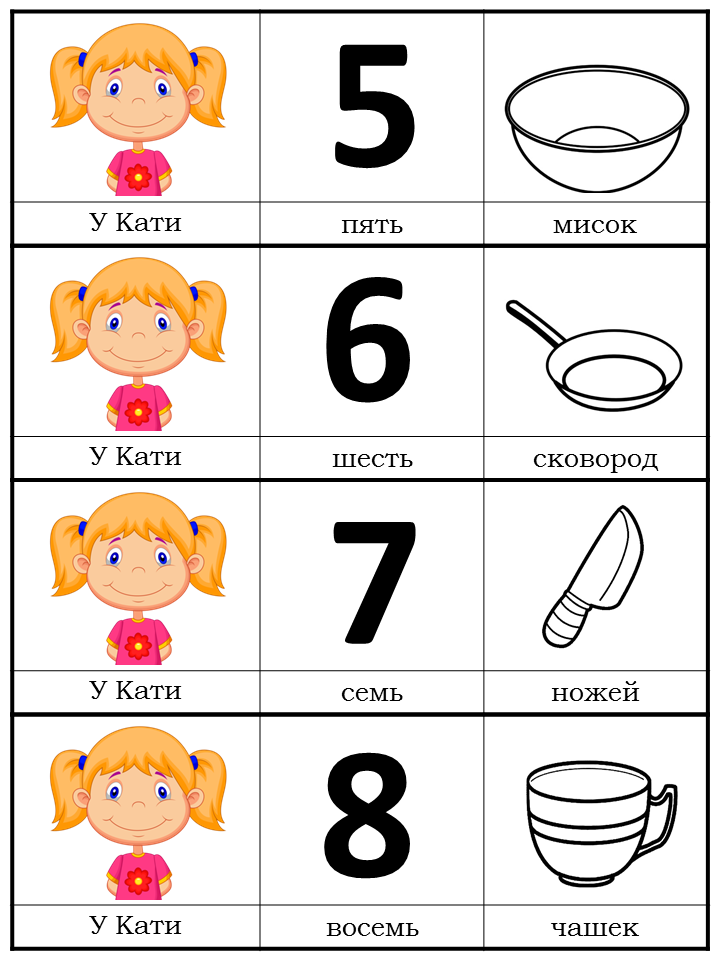 5
У Кати пять мисок
6
У Кати шесть сковород
7
У Кати семь ножей
8
У Кати восемь чашек